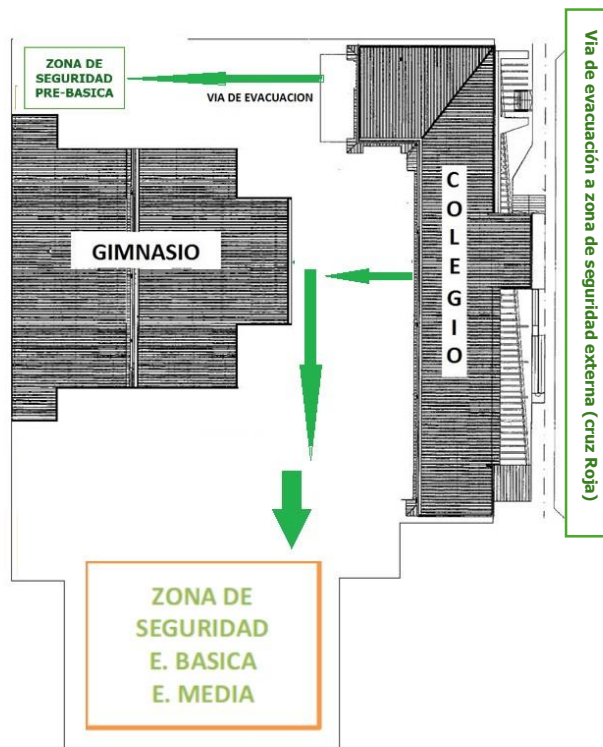 ZONA DE
SEGURIDAD
PRE-BASICA
VIA DE EVACUACION
GIMNASIO
COLEGIO
Via de evacuación a zona de seguridad externa (cruz Roja)
ZONA DE
SEGURIDAD
E. BASICA
E. MEDIA